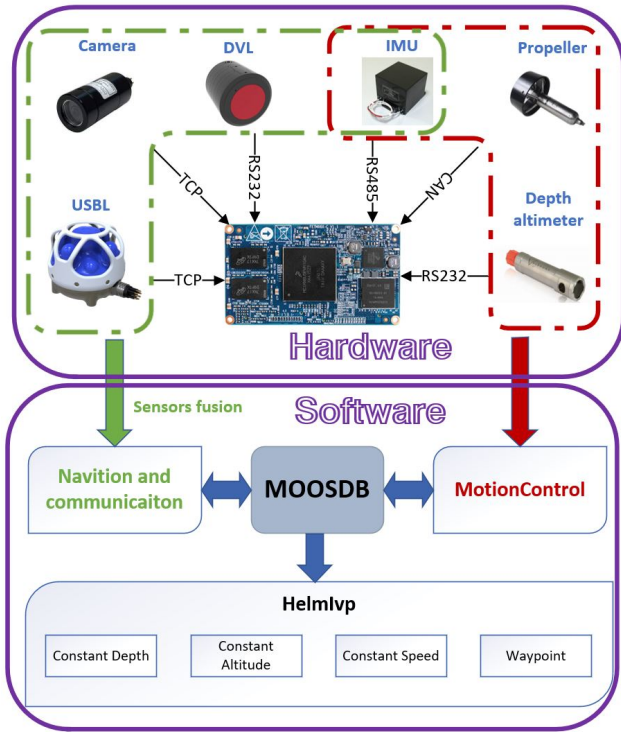 Camera
DVL
IMU
Propeller
TCP
RS232
RS485
CAN
USBL
Depth
altimeter
TCP
RS232
Hardware
Sensors fusion
Software
Navition and
communicaiton
MOOSDB
MotionControl
HelmIvp
Constant Depth
Constant
Altitude
Constant Speed
Waypoint